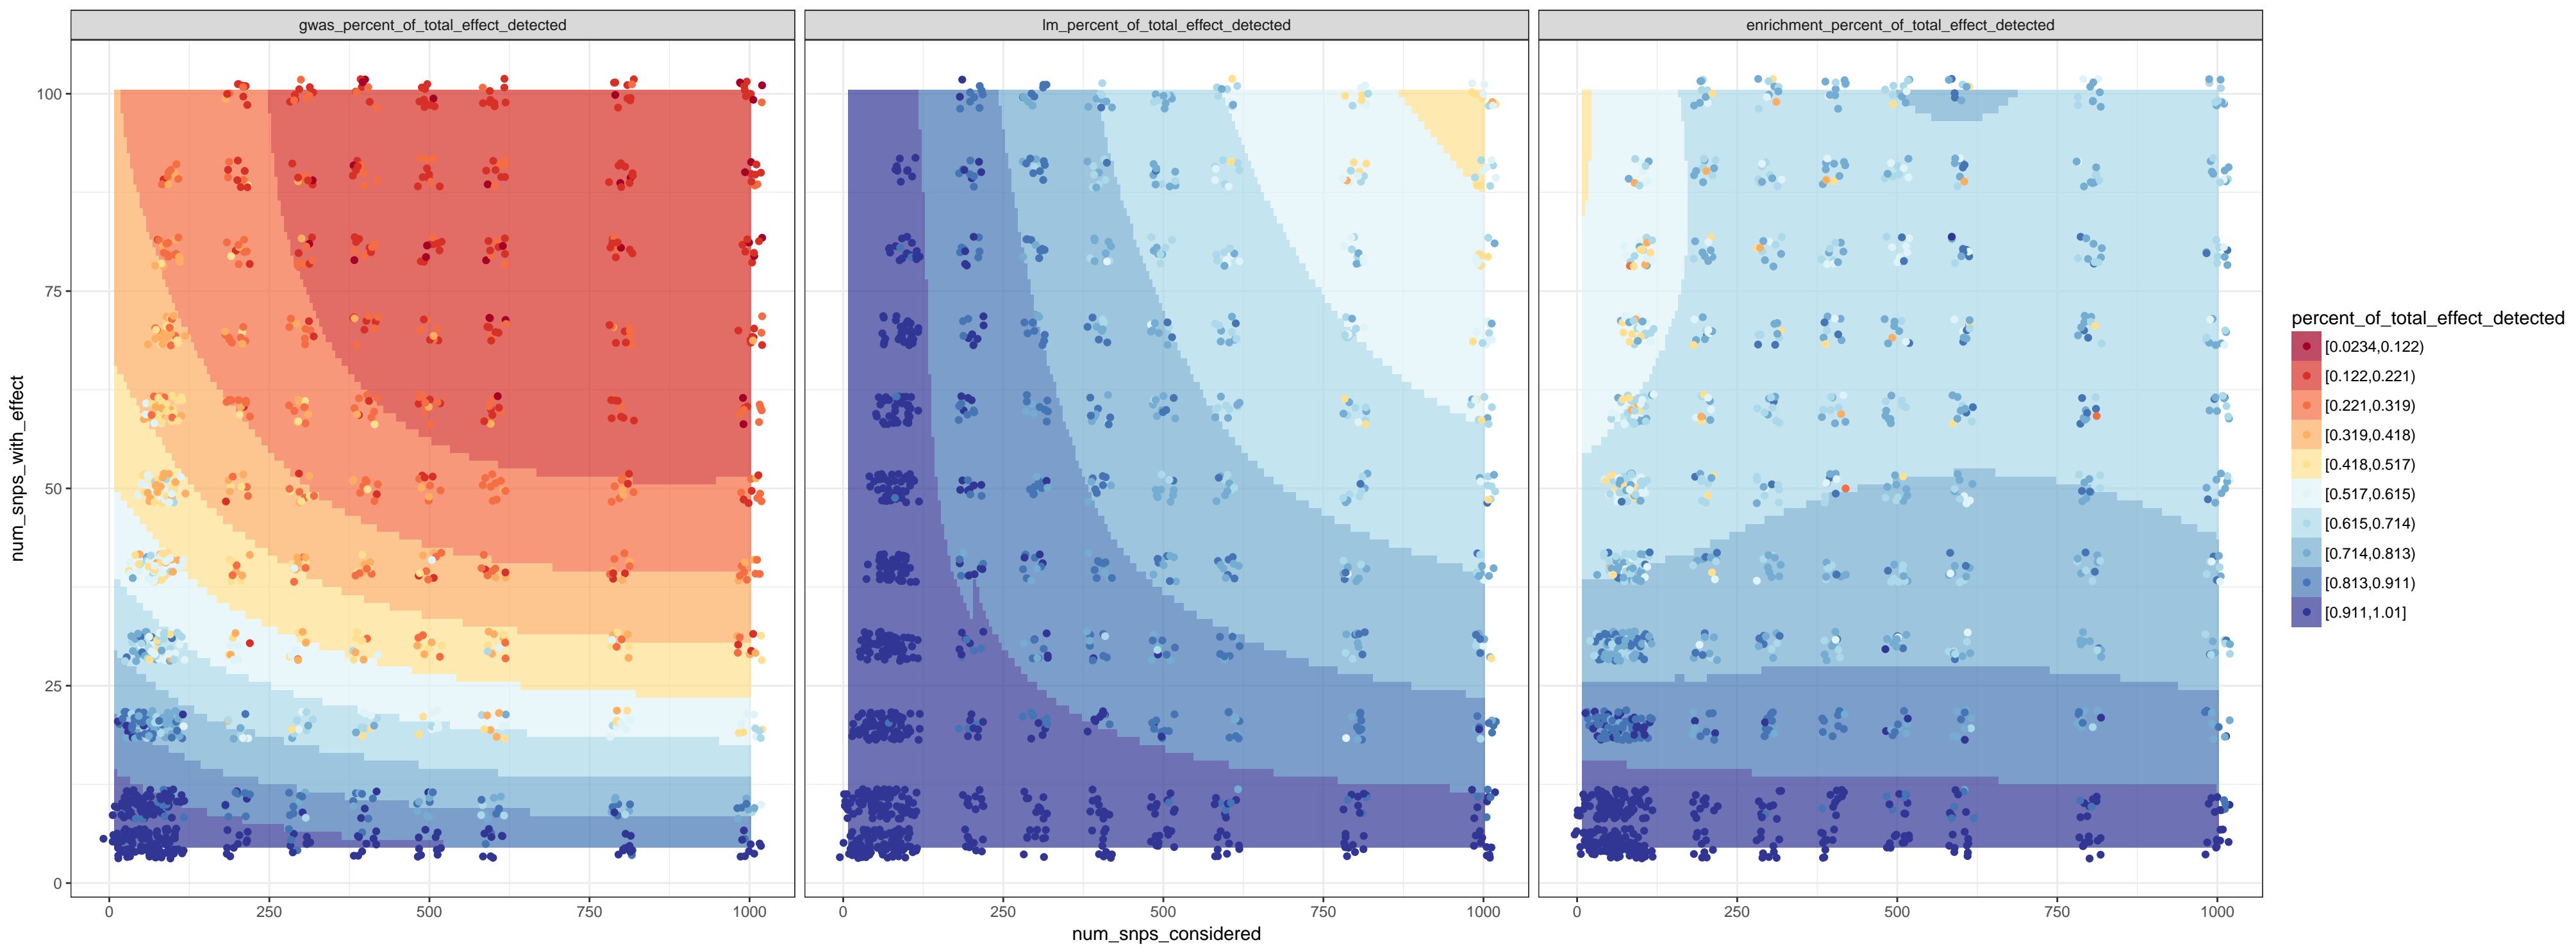 gwas_percent_of_total_effect_detected
lm_percent_of_total_effect_detected
enrichment_percent_of_total_effect_detected
num_snps_with_effect
100
75
50
25
0
0 250 500 750 1000
0 250 500 750 1000
0 250 500 750 1000
num_snps_considered
percent_of_total_effect_detected
[0.0234,0.122)
[0.122,0.221)
[0.221,0.319)
[0.319,0.418)
[0.418,0.517)
[0.517,0.615)
[0.615,0.714)
[0.714,0.813)
[0.813,0.911)
[0.911,1.01]